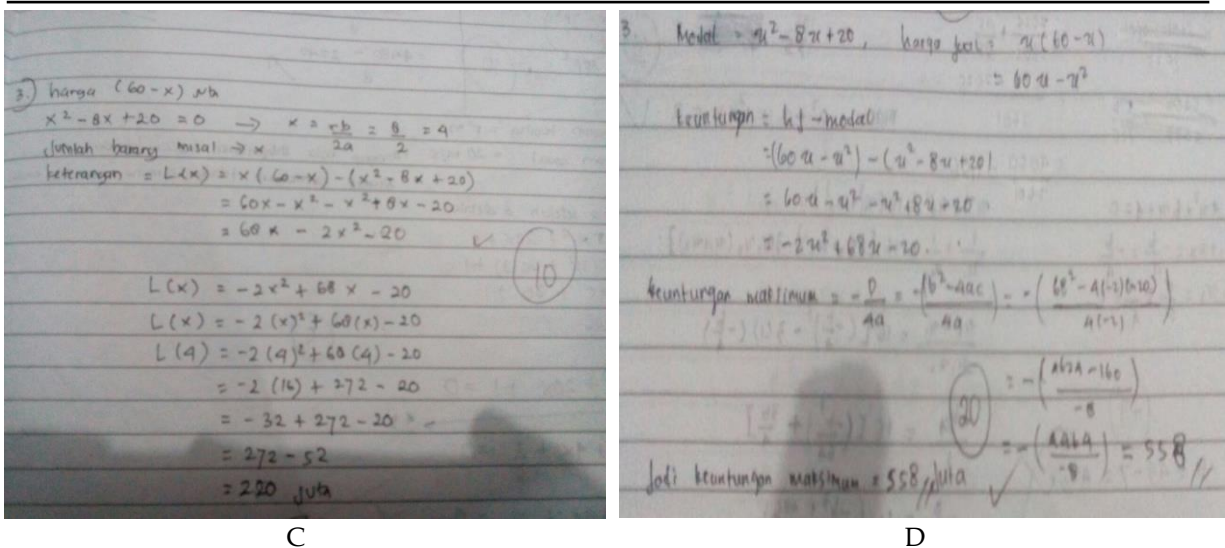 3.) harga (60-x) juta
x² - 8x + 20 = 0 → x = -b/2a = 8/2 = 4
Jumlah barang misal → x
keterangan = L(x) = x(60-x) - (x² - 8x + 20)
= 60x - x² - x² + 8x - 20
= 68x - 2x² - 20
10
L(x) = -2x² + 68x - 20
L(x) = -2(x)² + 68(x) - 20
L(4) = -2(4)² + 68(4) - 20
= -2(16) + 272 - 20
= -32 + 272 - 20
= 272 - 52
= 220 juta
C
3. Modal = x² - 8x + 20, harga jual = x(60-x)
= 60x - x²
keuntungan = hj - modal
= (60x - x²) - (x² - 8x + 20)
= 60x - x² - x² + 8x - 20
= -2x² + 68x - 20.
keuntungan maksimum = -D/4a = -(b² - 4ac/4a) = -(68² - 4(-2)(-20)/4(-2))
= -(4624 - 160/-8)
20
= -(4464/-8) = 558 //
Jadi keuntungan maksimum = 558 // juta
D